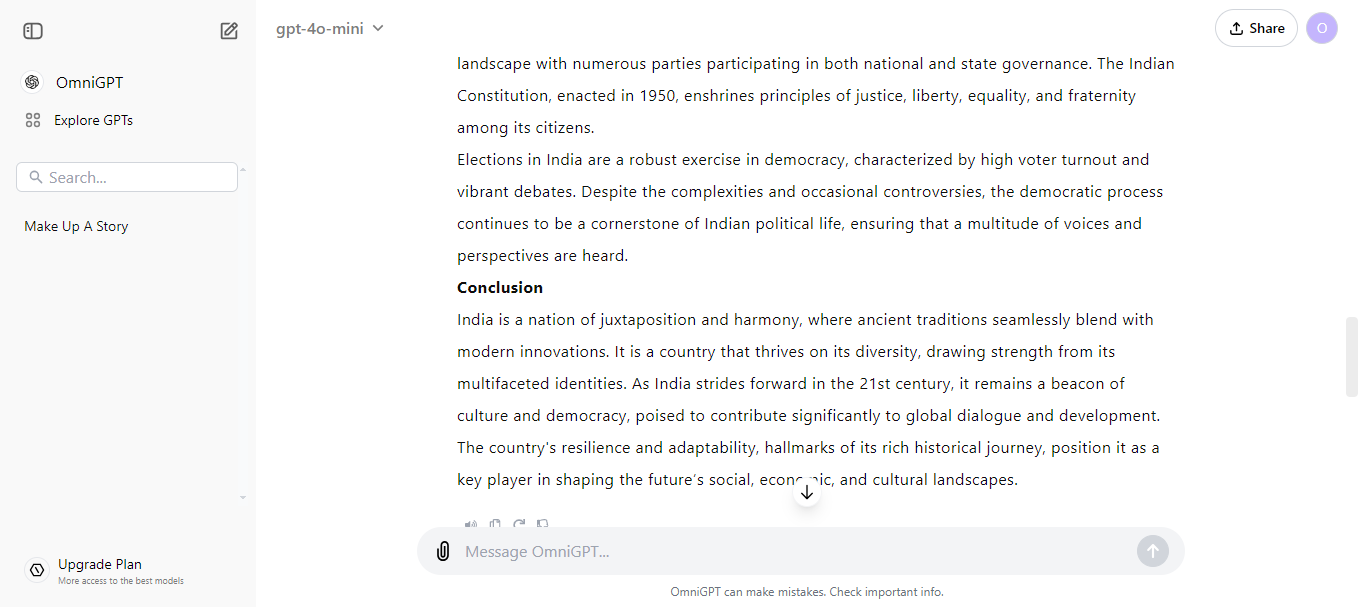 gpt-4o-mini
Share
O
OmniGPT
Explore GPTs
Search...
Make Up A Story
landscape with numerous parties participating in both national and state governance. The Indian
Constitution, enacted in 1950, enshrines principles of justice, liberty, equality, and fraternity
among its citizens.
Elections in India are a robust exercise in democracy, characterized by high voter turnout and
vibrant debates. Despite the complexities and occasional controversies, the democratic process
continues to be a cornerstone of Indian political life, ensuring that a multitude of voices and
perspectives are heard.
Conclusion
India is a nation of juxtaposition and harmony, where ancient traditions seamlessly blend with
modern innovations. It is a country that thrives on its diversity, drawing strength from its
multifaceted identities. As India strides forward in the 21st century, it remains a beacon of
culture and democracy, poised to contribute significantly to global dialogue and development.
The country's resilience and adaptability, hallmarks of its rich historical journey, position it as a
key player in shaping the future's social, economic, and cultural landscapes.
Message OmniGPT...
OmniGPT can make mistakes. Check important info.
Upgrade Plan
More access to the best models